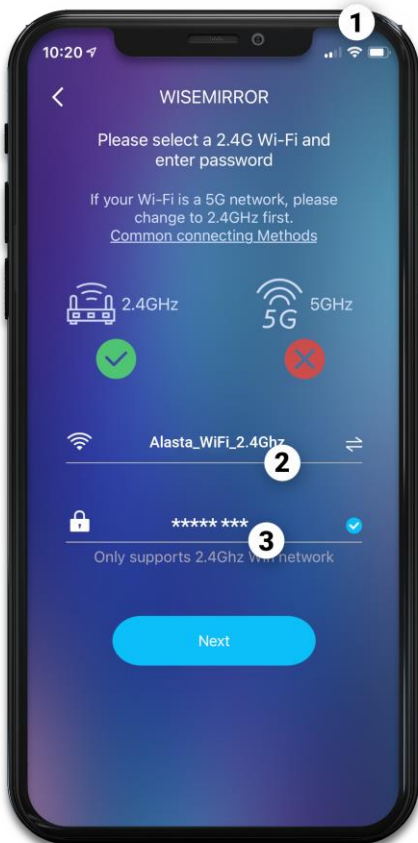 1
10:20
WISEMIRROR
Please select a 2.4G Wi-Fi and
enter password
If your Wi-Fi is a 5G network, please
change to 2.4GHz first.
Common connecting Methods
2.4GHz
5G
5GHz
Alasta_WiFi_2.4Ghz
2
***** ***
3
Only supports 2.4Ghz Wifi network
Next